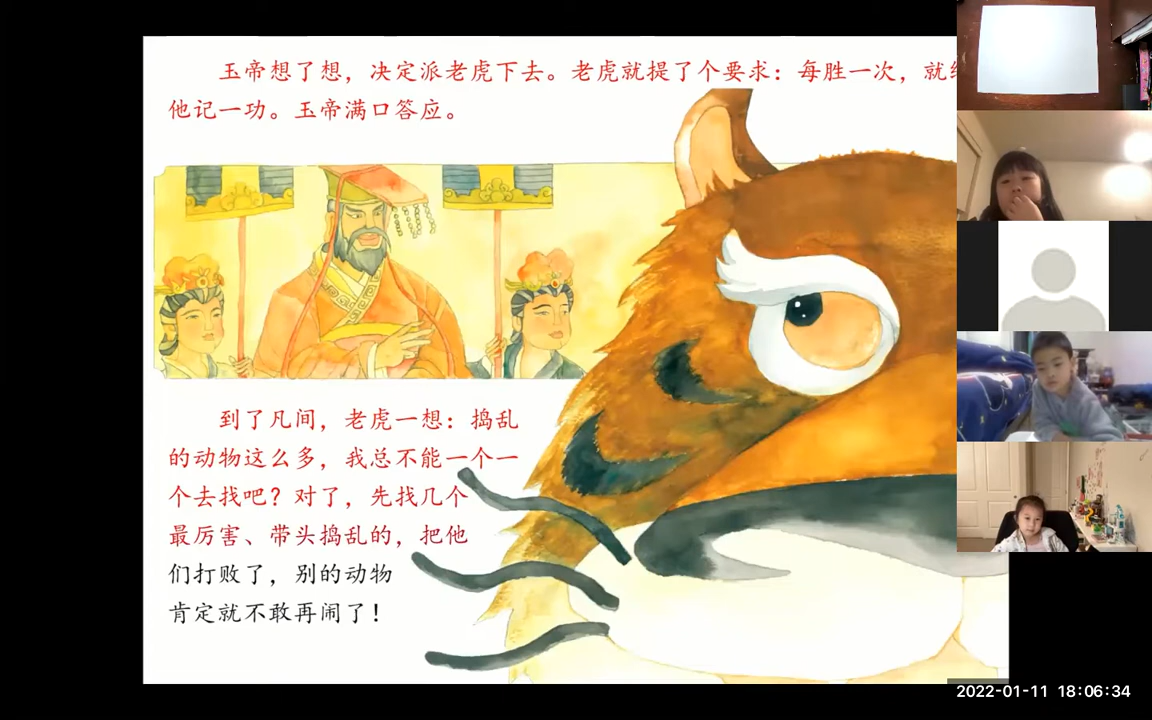 玉帝想了想，决定派老虎下去。老虎就提了个要求：每胜一次，就
他记一功。玉帝满口答应。
到了凡间，老虎一想：捣乱
的动物这么多，我总不能一个一
个去找吧？对了，先找几个
最厉害、带头捣乱的，把他
们打败了，别的动物
肯定就不敢再闹了！
2022-01-11 18:06:34